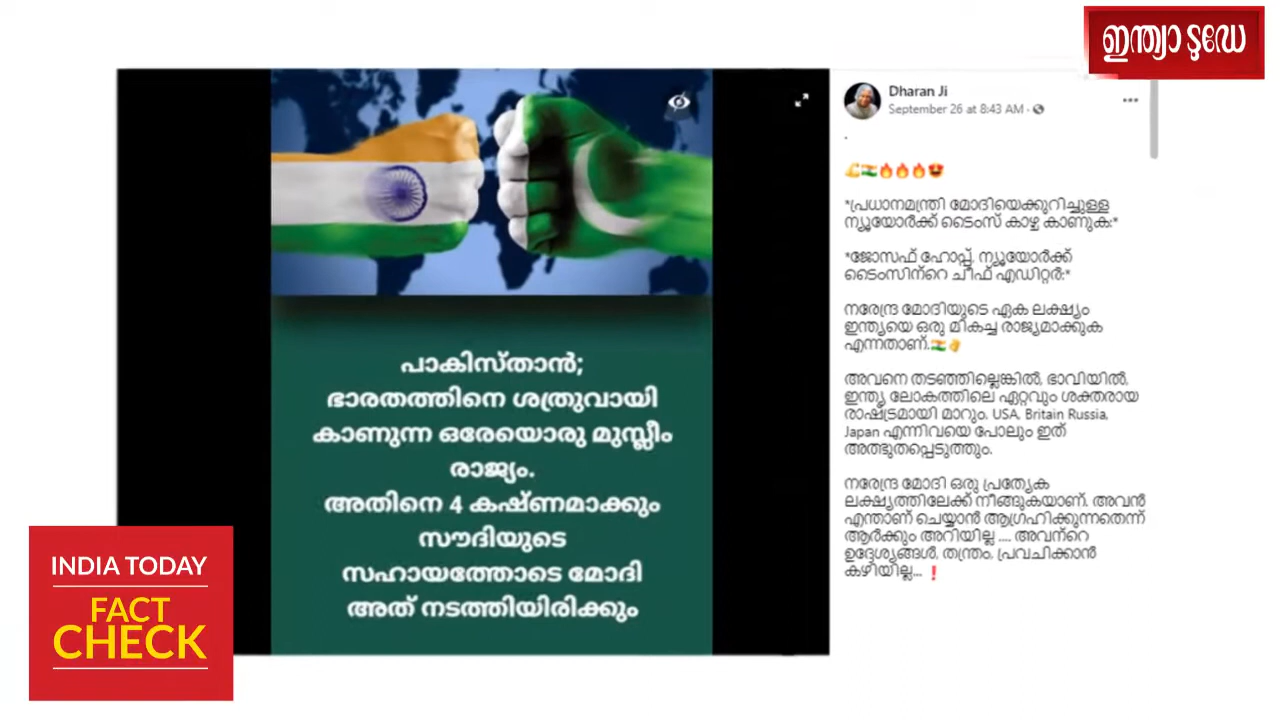 ഇന്ത്യാ ടുഡേ
Dharan Ji
September 26 at 8:43 AM ·
.
*പ്രധാനമന്ത്രി മോദിയെക്കുറിച്ചുള്ള
ന്യൂയോർക്ക് ടൈംസ് കാഴ്ച കാണുക:*
*ജോസഫ് ഹോപ്പ്, ന്യൂയോർക്ക്
ടൈംസിന്റെ ചീഫ് എഡിറ്റർ:*
നരേന്ദ്ര മോദിയുടെ ഏക ലക്ഷ്യം
ഇന്ത്യയെ ഒരു മികച്ച രാജ്യമാക്കുക
എന്നതാണ്.🇮🇳👌
അവനെ തടഞ്ഞില്ലെങ്കിൽ, ഭാവിയിൽ,
ഇന്ത്യ ലോകത്തിലെ ഏറ്റവും ശക്തരായ
രാഷ്ട്രമായി മാറും. USA, Britain Russia,
Japan എന്നിവയെ പോലും ഇത്
അത്ഭുതപ്പെടുത്തും.
നരേന്ദ്ര മോദി ഒരു പ്രത്യേക
ലക്ഷ്യത്തിലേക്ക് നീങ്ങുകയാണ്. അവൻ
എന്താണ് ചെയ്യാൻ ആഗ്രഹിക്കുന്നതെന്ന്
ആർക്കും അറിയില്ല .... അവന്റെ
ഉദ്ദേശ്യങ്ങൾ, തന്ത്രം, പ്രവചിക്കാൻ
കഴിയില്ല... ❗
പാകിസ്താൻ;
ഭാരതത്തിനെ ശത്രുവായി
കാണുന്ന ഒരേയൊരു മുസ്ലീം
രാജ്യം.
അതിനെ 4 കഷ്ണമാക്കും
സൗദിയുടെ
സഹായത്തോടെ മോദി
അത് നടത്തിയിരിക്കും
INDIA TODAY
FACT
CHECK